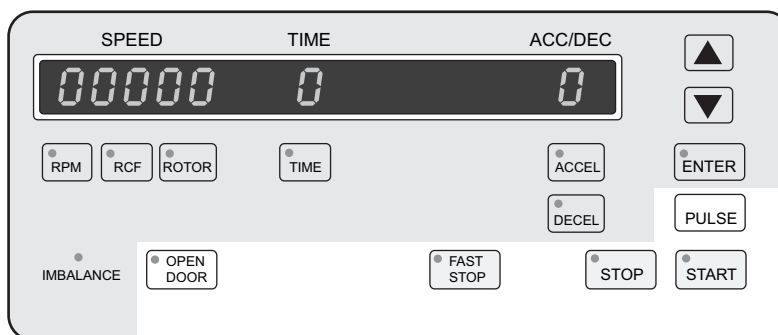 SPEED TIME ACC/DEC
00000 0 0
RPM RCF ROTOR TIME ACCEL ENTER
DECEL PULSE
IMBALANCE OPEN DOOR FAST STOP STOP START